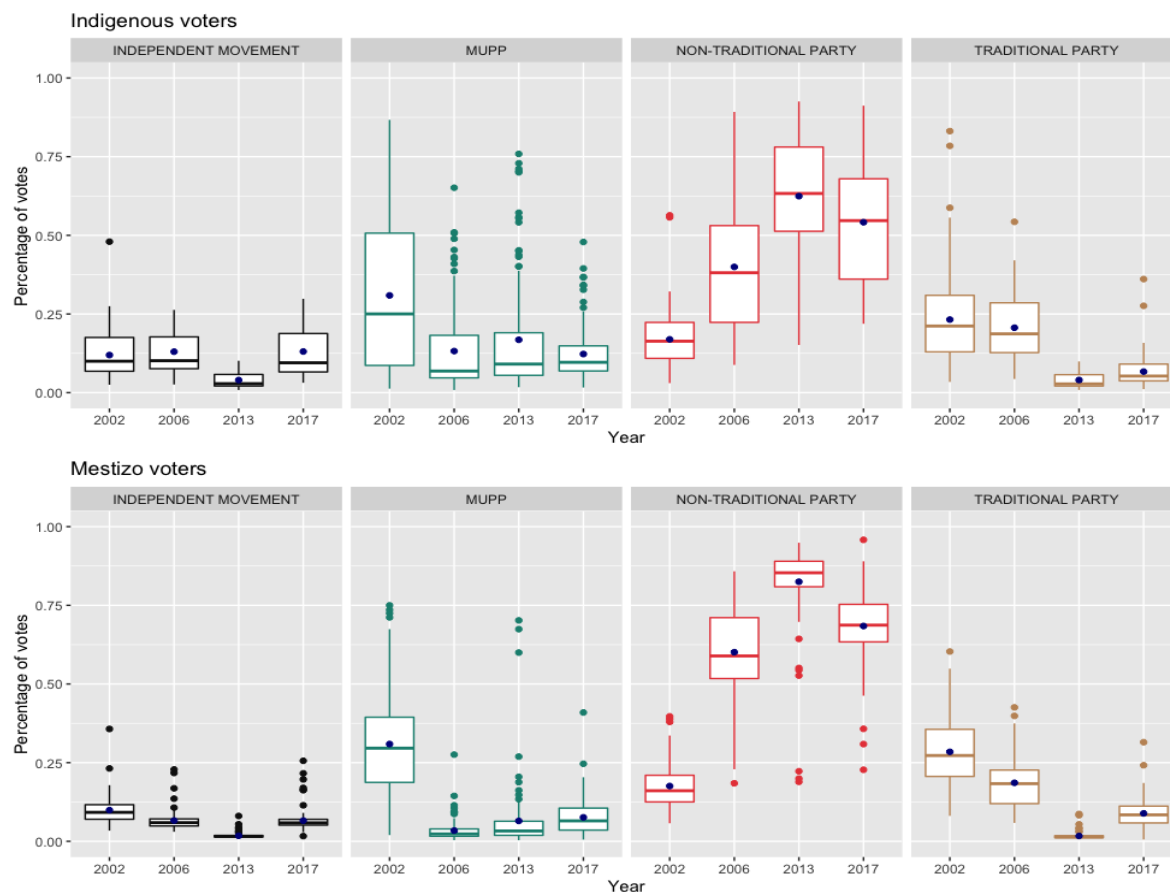 Indigenous voters
INDEPENDENT MOVEMENT MUPP NON-TRADITIONAL PARTY TRADITIONAL PARTY
Percentage of votes
1.00
0.75
0.50
0.25
0.00
2002 2006 2013 2017 2002 2006 2013 2017 2002 2006 2013 2017 2002 2006 2013 2017
Year
Mestizo voters
INDEPENDENT MOVEMENT MUPP NON-TRADITIONAL PARTY TRADITIONAL PARTY
Percentage of votes
1.00
0.75
0.50
0.25
0.00
2002 2006 2013 2017 2002 2006 2013 2017 2002 2006 2013 2017 2002 2006 2013 2017
Year